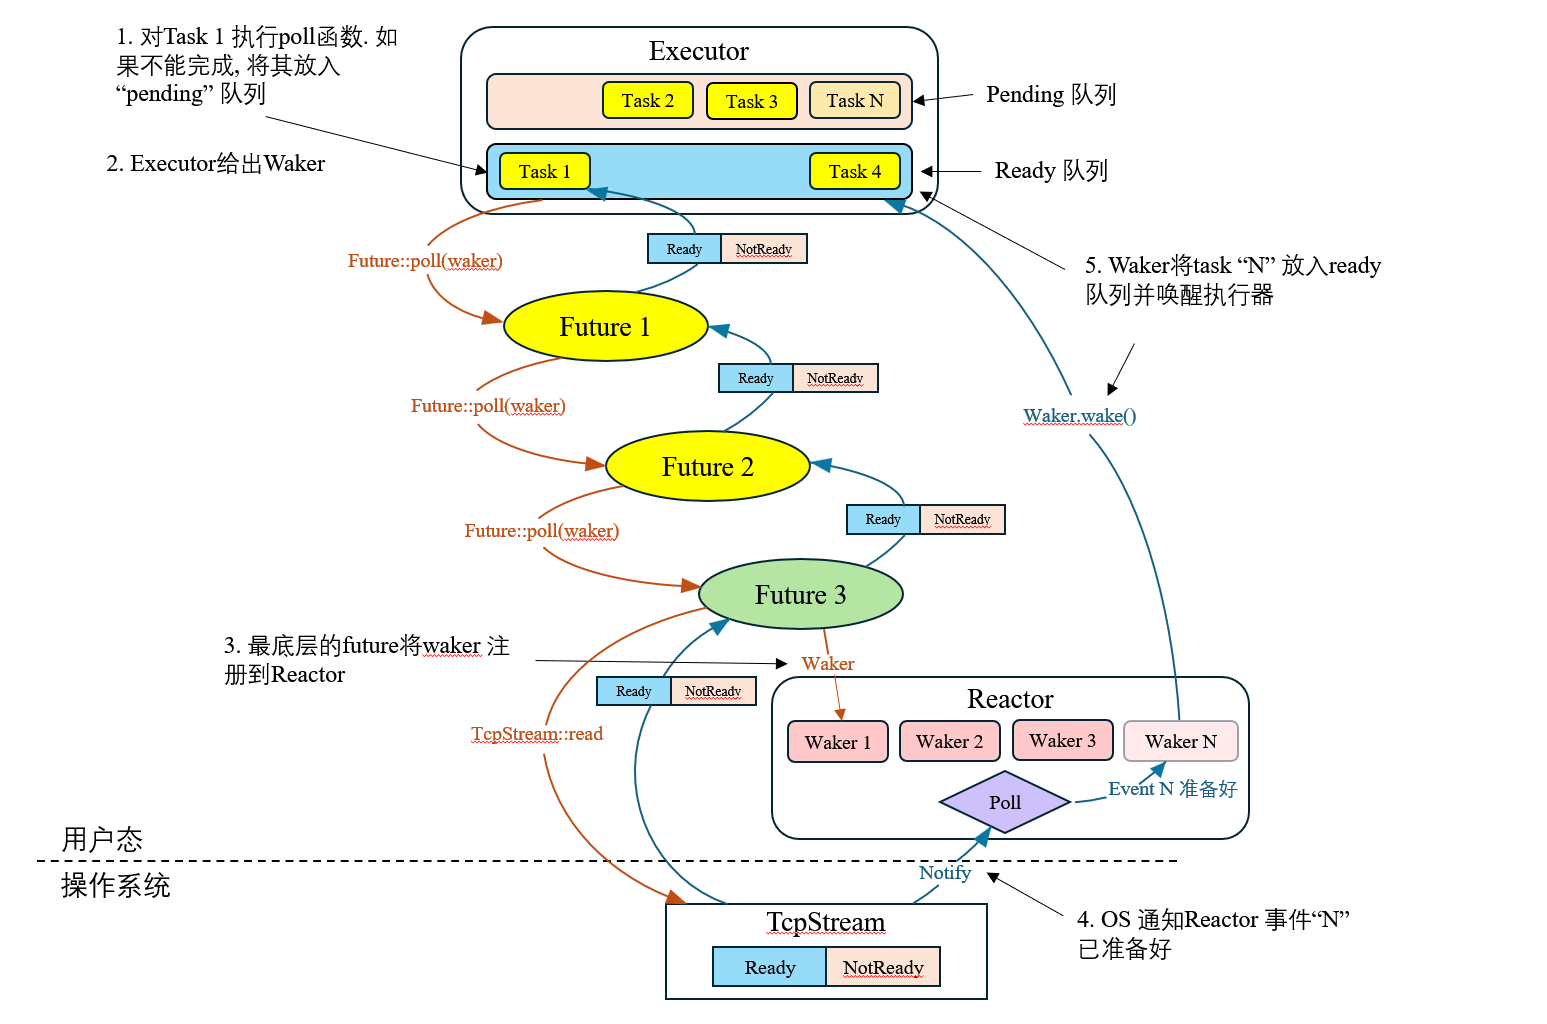 1. 对Task 1 执行poll函数. 如
果不能完成, 将其放入
“pending” 队列
Executor
Task 2
Task 3
Task N
Pending 队列
2. Executor给出Waker
Task 1
Task 4
Ready 队列
Future::poll(waker)
Ready
NotReady
5. Waker将task “N” 放入ready
队列并唤醒执行器
Future 1
Ready
NotReady
Future::poll(waker)
Waker.wake()
Future 2
Future::poll(waker)
Ready
NotReady
Future 3
3. 最底层的future将waker 注
册到Reactor
Waker
Ready
NotReady
Reactor
TcpStream::read
Waker 1
Waker 2
Waker 3
Waker N
Poll
Event N 准备好
用户态
操作系统
Notify
4. OS 通知Reactor 事件“N”
已准备好
TcpStream
Ready
NotReady